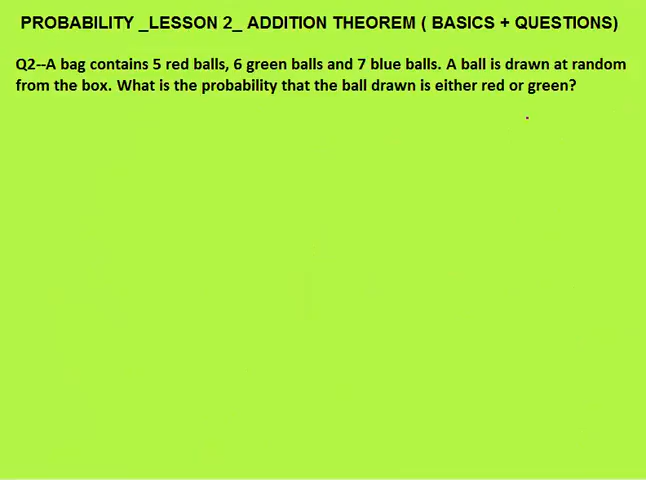 PROBABILITY _LESSON 2_ ADDITION THEOREM ( BASICS + QUESTIONS)
Q2--A bag contains 5 red balls, 6 green balls and 7 blue balls. A ball is drawn at random
from the box. What is the probability that the ball drawn is either red or green?